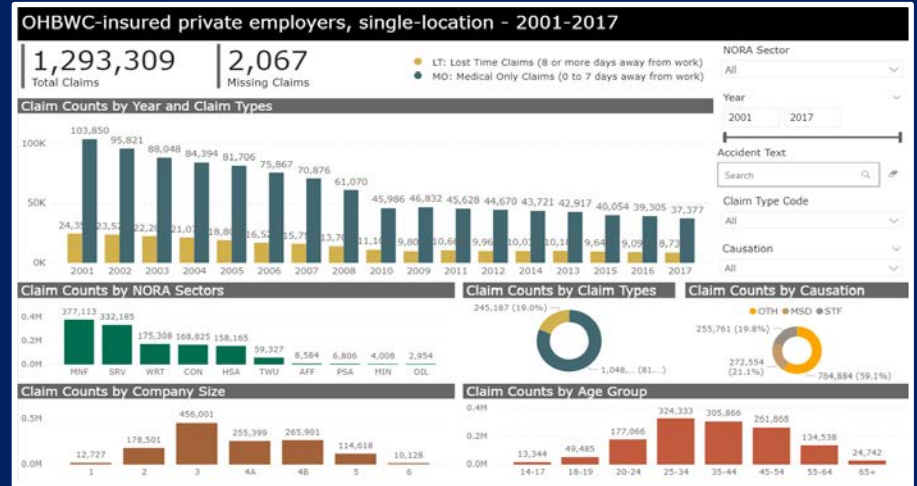 OHBWC-insured private employers, single-location - 2001-2017
1,293,309
Total Claims
2,067
Missing Claims
LT: Lost Time Claims (8 or more days away from work)
MO: Medical Only Claims (0 to 7 days away from work)
NORA Sector
All
Year
2001 2017
Accident Text
Search
Claim Type Code
All
Causation
All
Claim Counts by Year and Claim Types
100K
50K
0K
103,850 95,821 88,048 84,394 81,706 75,867 70,876 61,070 45,986 46,832 45,628 44,670 43,721 42,917 40,054 39,305 37,377
2001 2002 2003 2004 2005 2006 2007 2008 2010 2009 2011 2012 2014 2013 2015 2016 2017
Claim Counts by NORA Sectors
0.4M
0.2M
0.0M
377,113 332,185 175,308 168,825 158,165 59,327 8,584 6,806 4,008 2,954
MNF SRV WRT CON HSA TWU AFF PSA MIN OIL
Claim Counts by Claim Types
245,187 (19.0%)
1,048,... (81...)
Claim Counts by Causation
OTH MSD STF
255,761 (19.8%)
272,554
(21.1%)
764,884 (59.1%)
Claim Counts by Company Size
0.5M
0.0M
12,727 178,501 456,001 255,399 265,901 114,618 10,128
1 2 3 4A 4B 5 6
Claim Counts by Age Group
0.4M
0.2M
0.0M
13,344 49,485 177,066 324,333 305,866 261,868 134,538 24,742
14-17 18-19 20-24 25-34 35-44 45-54 55-64 65+